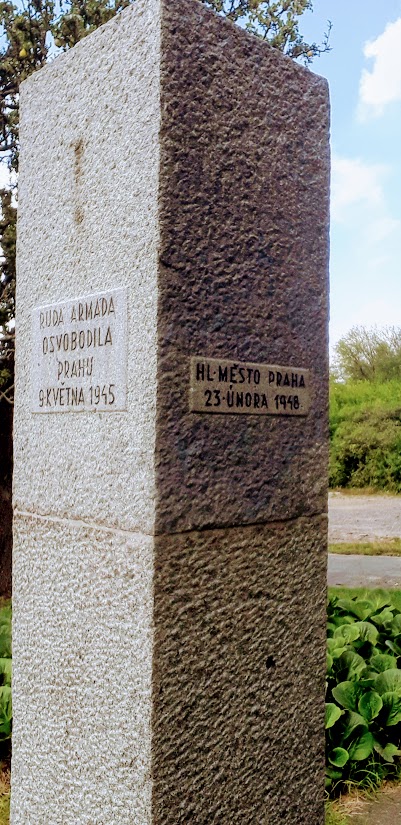 RUDÁ ARMÁDA
OSVOBODILA
PRAHU
9.KVĚTNA 1945
HL·MĚSTO PRAHA
23·ÚNORA 1948